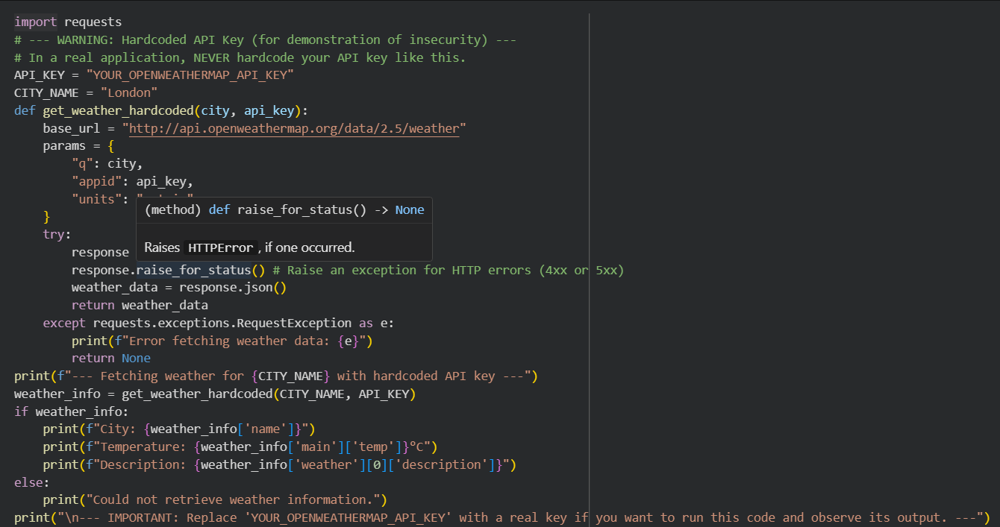 import requests
# --- WARNING: Hardcoded API Key (for demonstration of insecurity) ---
# In a real application, NEVER hardcode your API key like this.
API_KEY = "YOUR_OPENWEATHERMAP_API_KEY"
CITY_NAME = "London"
def get_weather_hardcoded(city, api_key):
    base_url = "http://api.openweathermap.org/data/2.5/weather"
    params = {
        "q": city,
        "appid": api_key,
        "units":
(method) def raise_for_status() -> None
    }
    try:
Raises HTTPError, if one occurred.
        response
        response.raise_for_status() # Raise an exception for HTTP errors (4xx or 5xx)
        weather_data = response.json()
        return weather_data
    except requests.exceptions.RequestException as e:
        print(f"Error fetching weather data: {e}")
        return None
print(f"--- Fetching weather for {CITY_NAME} with hardcoded API key ---")
weather_info = get_weather_hardcoded(CITY_NAME, API_KEY)
if weather_info:
    print(f"City: {weather_info['name']}")
    print(f"Temperature: {weather_info['main']['temp']}°C")
    print(f"Description: {weather_info['weather'][0]['description']}")
else:
    print("Could not retrieve weather information.")
print("\n--- IMPORTANT: Replace 'YOUR_OPENWEATHERMAP_API_KEY' with a real key if you want to run this code and observe its output. ---")